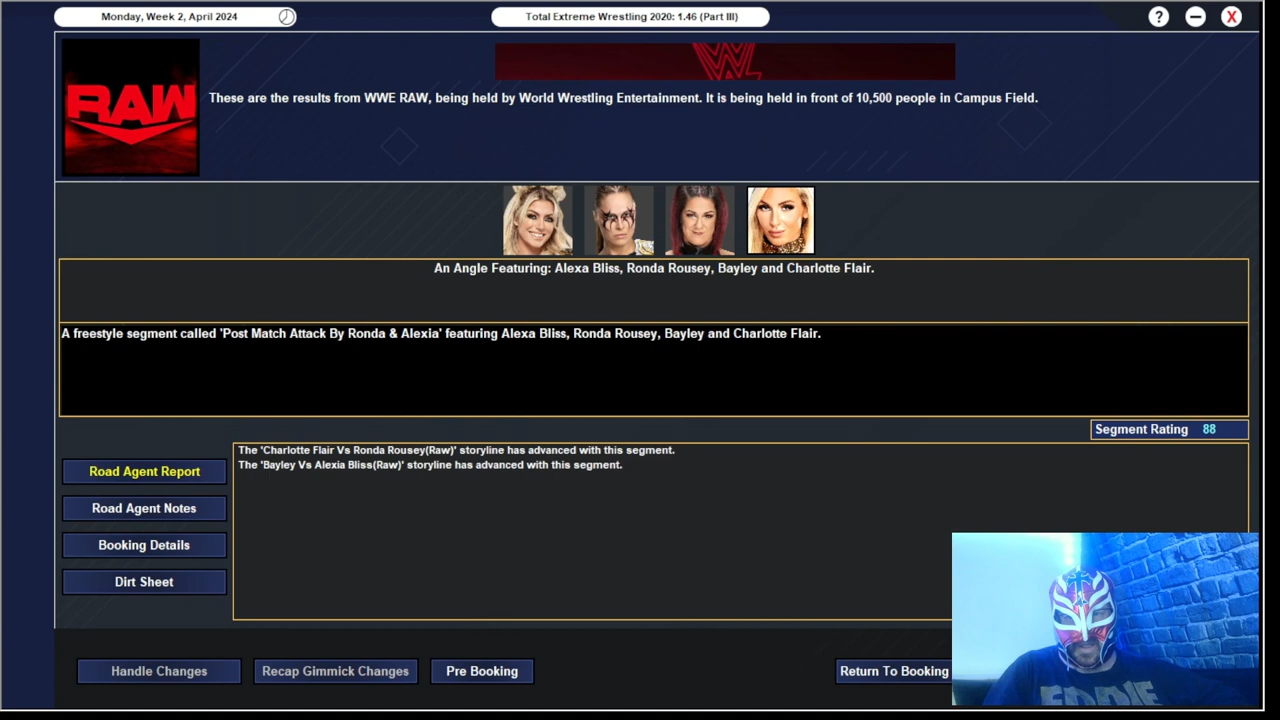 Monday, Week 2, April 2024
Total Extreme Wrestling 2020: 1.46 (Part III)
?
X
RAW
These are the results from WWE RAW, being held by World Wrestling Entertainment. It is being held in front of 10,500 people in Campus Field.
An Angle Featuring: Alexa Bliss, Ronda Rousey, Bayley and Charlotte Flair.
A freestyle segment called 'Post Match Attack By Ronda & Alexia' featuring Alexa Bliss, Ronda Rousey, Bayley and Charlotte Flair.
Segment Rating 88
The 'Charlotte Flair Vs Ronda Rousey(Raw)' storyline has advanced with this segment.
The 'Bayley Vs Alexia Bliss(Raw)' storyline has advanced with this segment.
Road Agent Report
Road Agent Notes
Booking Details
Dirt Sheet
Handle Changes
Recap Gimmick Changes
Pre Booking
Return To Booking
EDDIE